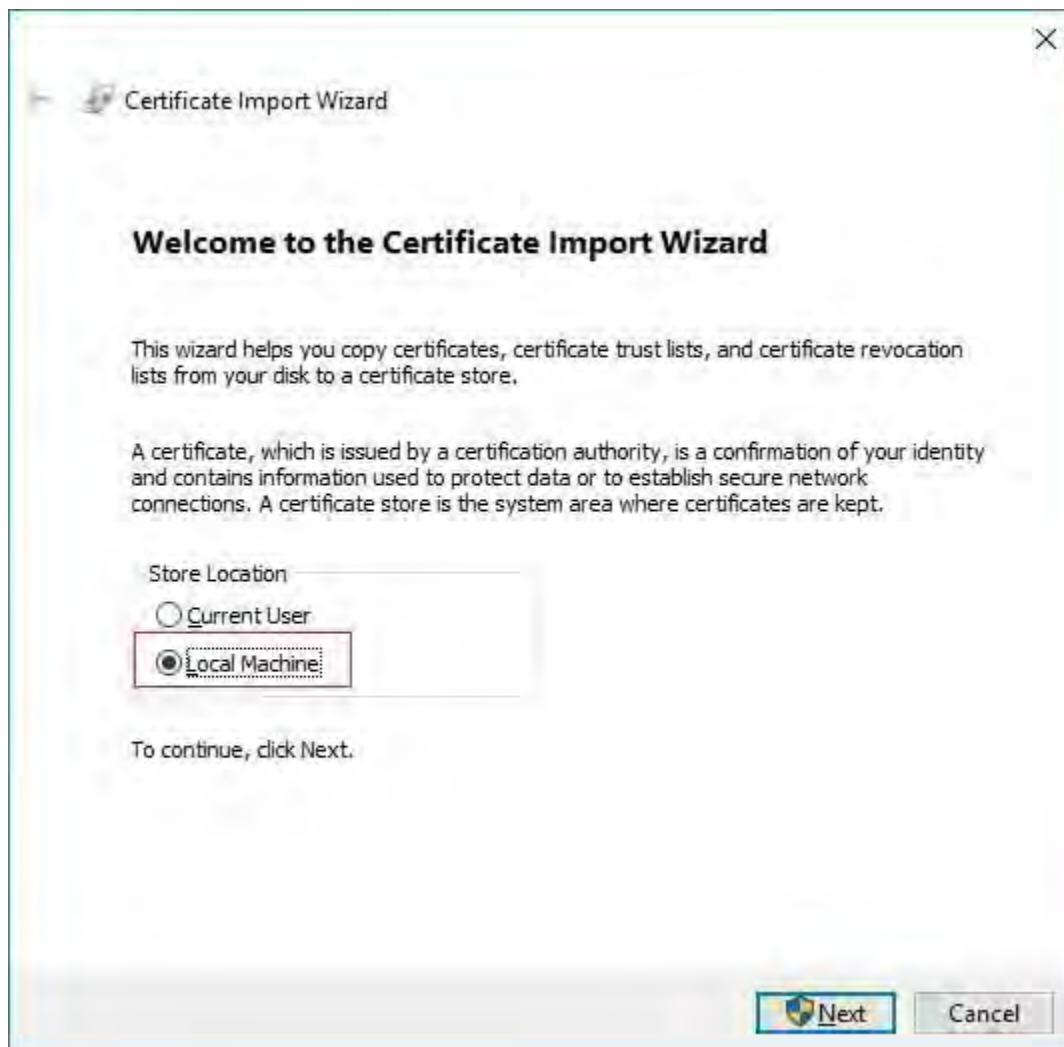 Certificate Import Wizard
Welcome to the Certificate Import Wizard
This wizard helps you copy certificates, certificate trust lists, and certificate revocation
lists from your disk to a certificate store.
A certificate, which is issued by a certification authority, is a confirmation of your identity
and contains information used to protect data or to establish secure network
connections. A certificate store is the system area where certificates are kept.
Store Location
Current User
Local Machine
To continue, click Next.
Next
Cancel